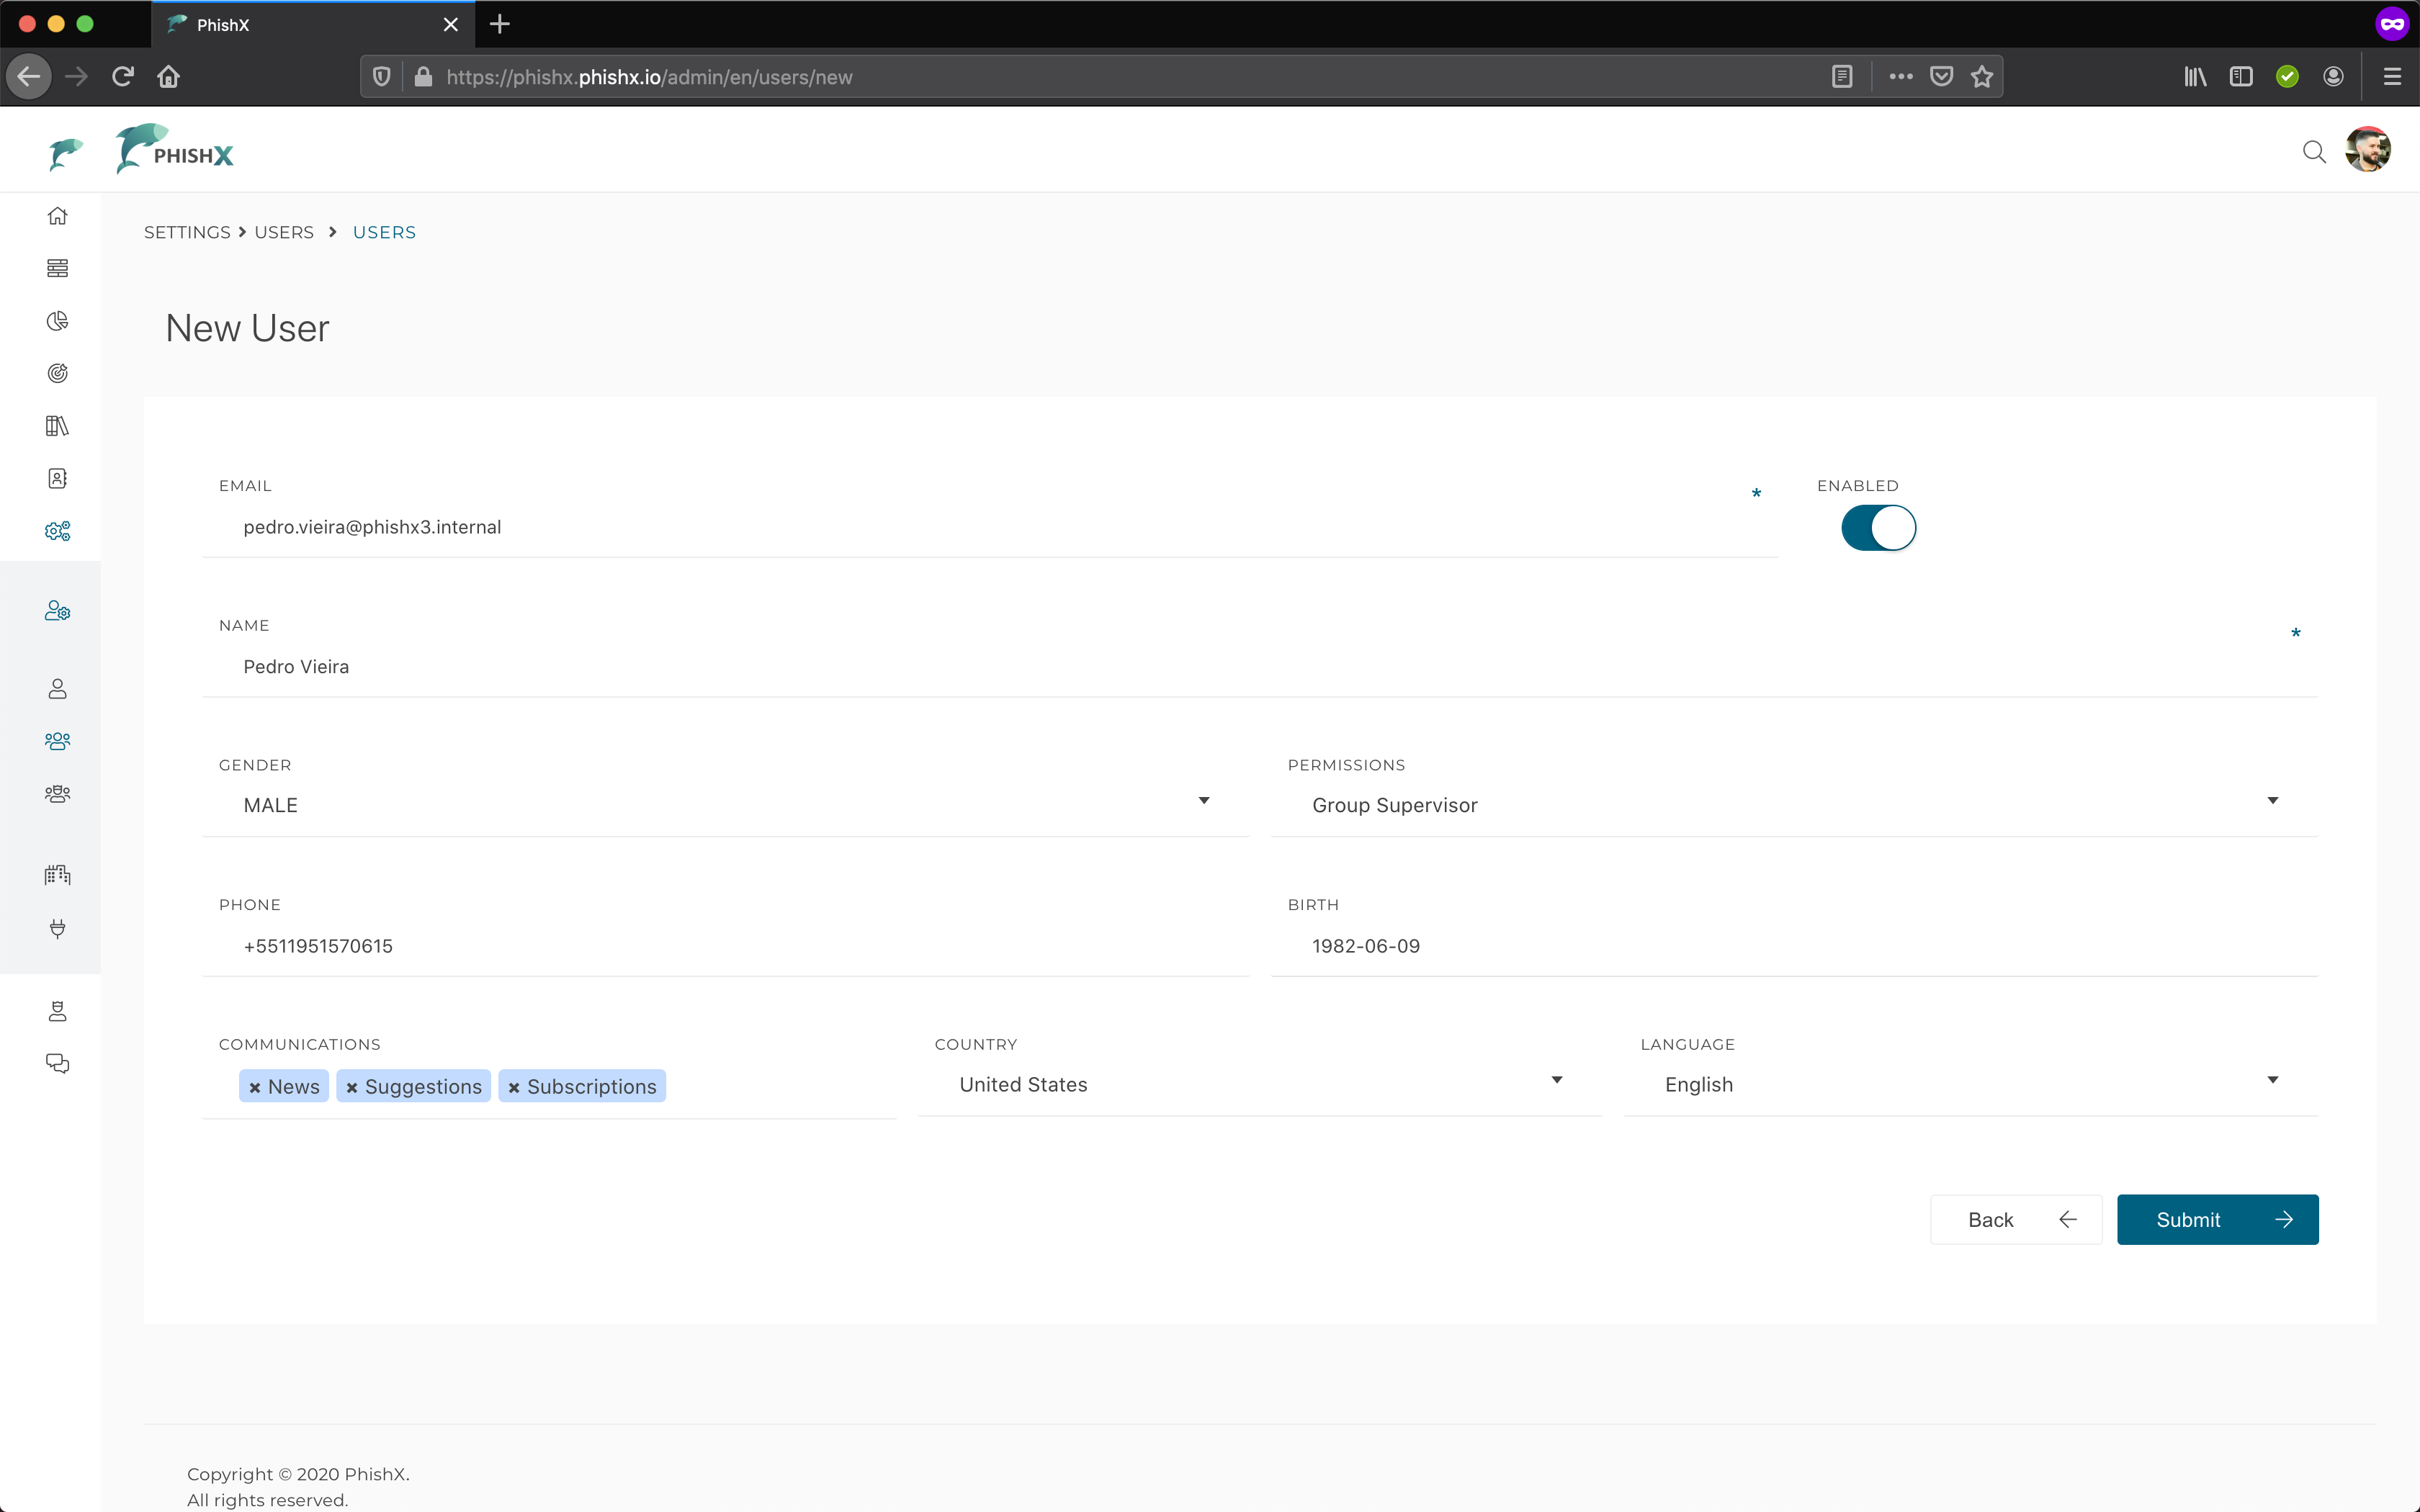 PhishX
https://phishx.phishx.io/admin/en/users/new
PHISHX
SETTINGS > USERS > USERS
New User
EMAIL * ENABLED
pedro.vieira@phishx3.internal
NAME *
Pedro Vieira
GENDER PERMISSIONS
MALE Group Supervisor
PHONE BIRTH
+5511951570615 1982-06-09
COMMUNICATIONS COUNTRY LANGUAGE
× News × Suggestions × Subscriptions United States English
Back Submit
Copyright © 2020 PhishX.
All rights reserved.